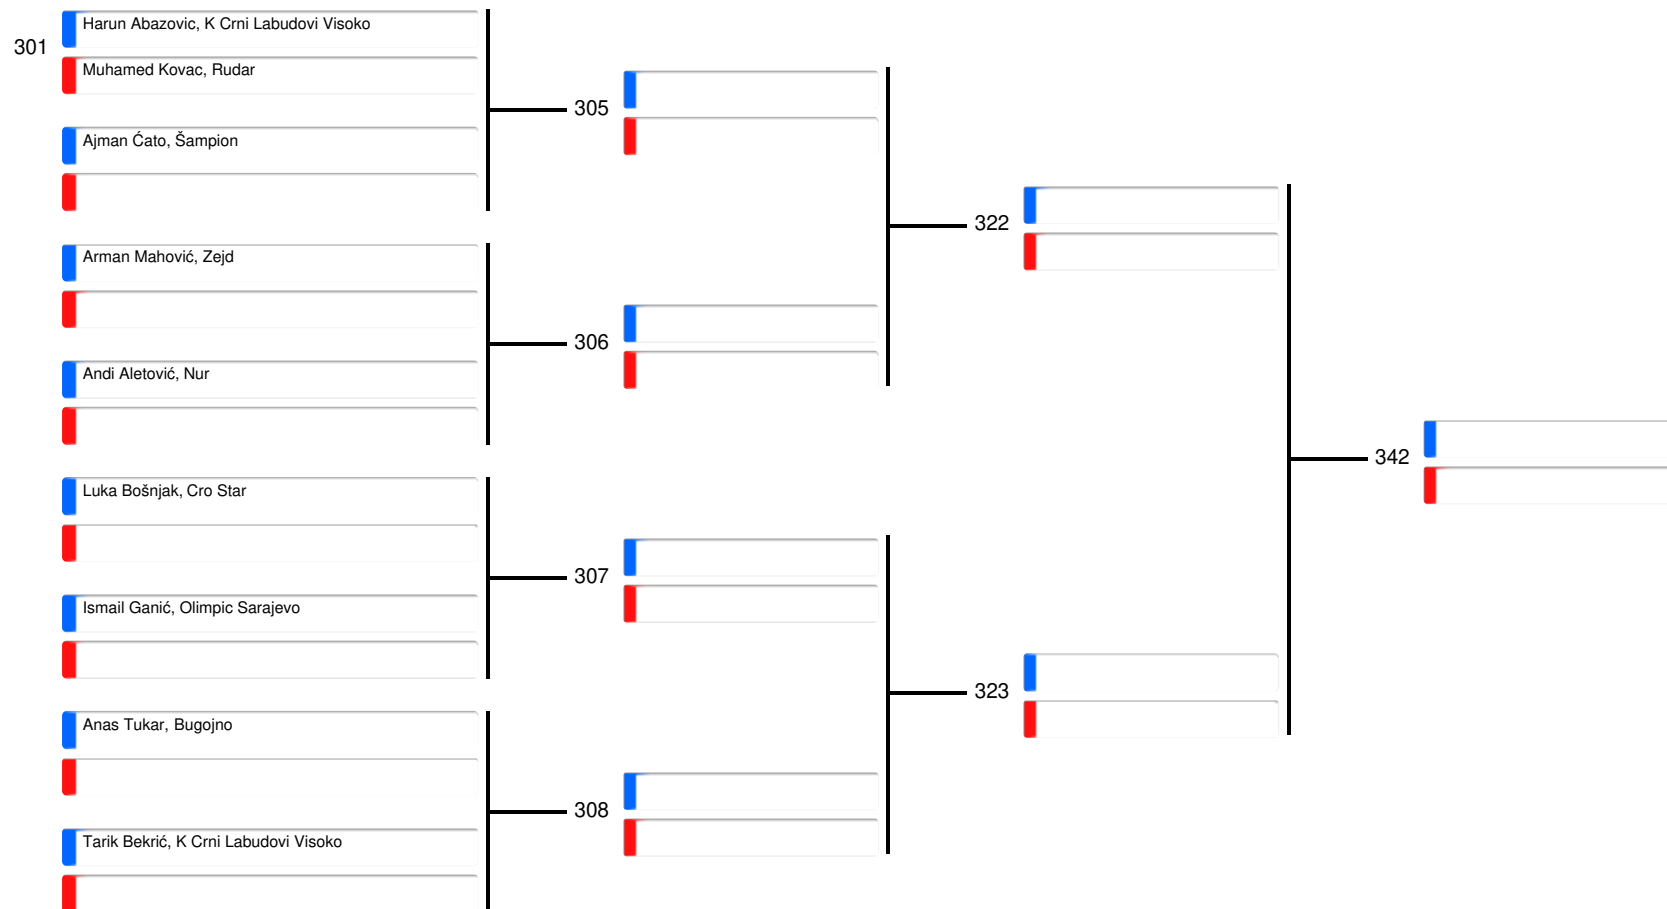 301
Harun Abazovic, K Crni Labudovi Visoko
Muhamed Kovac, Rudar
Ajman Ćato, Šampion
Arman Mahović, Zejd
Andi Aletović, Nur
Luka Bošnjak, Cro Star
Ismail Ganić, Olimpic Sarajevo
Anas Tukar, Bugojno
Tarik Bekrić, K Crni Labudovi Visoko
305
306
307
308
322
323
342